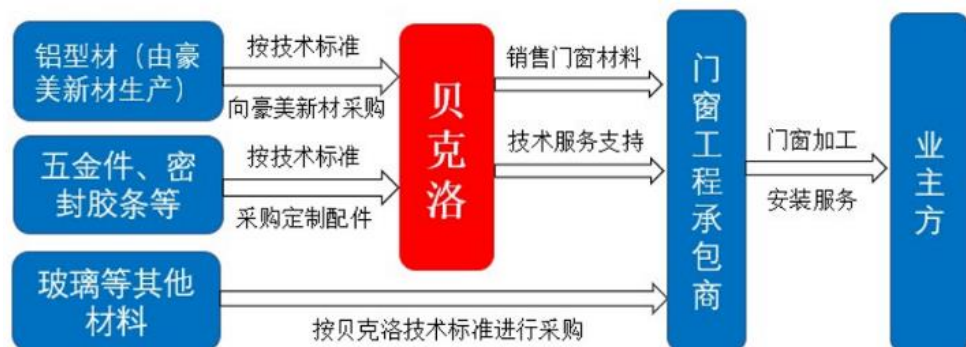 铝型材（由豪
美新材生产）
按技术标准
向豪美新材采购
五金件、密
封胶条等
按技术标准
采购定制配件
玻璃等其他
材料
按贝克洛技术标准进行采购
贝克洛
销售门窗材料
技术服务支持
门窗工程承包商
门窗加工
安装服务
业主方